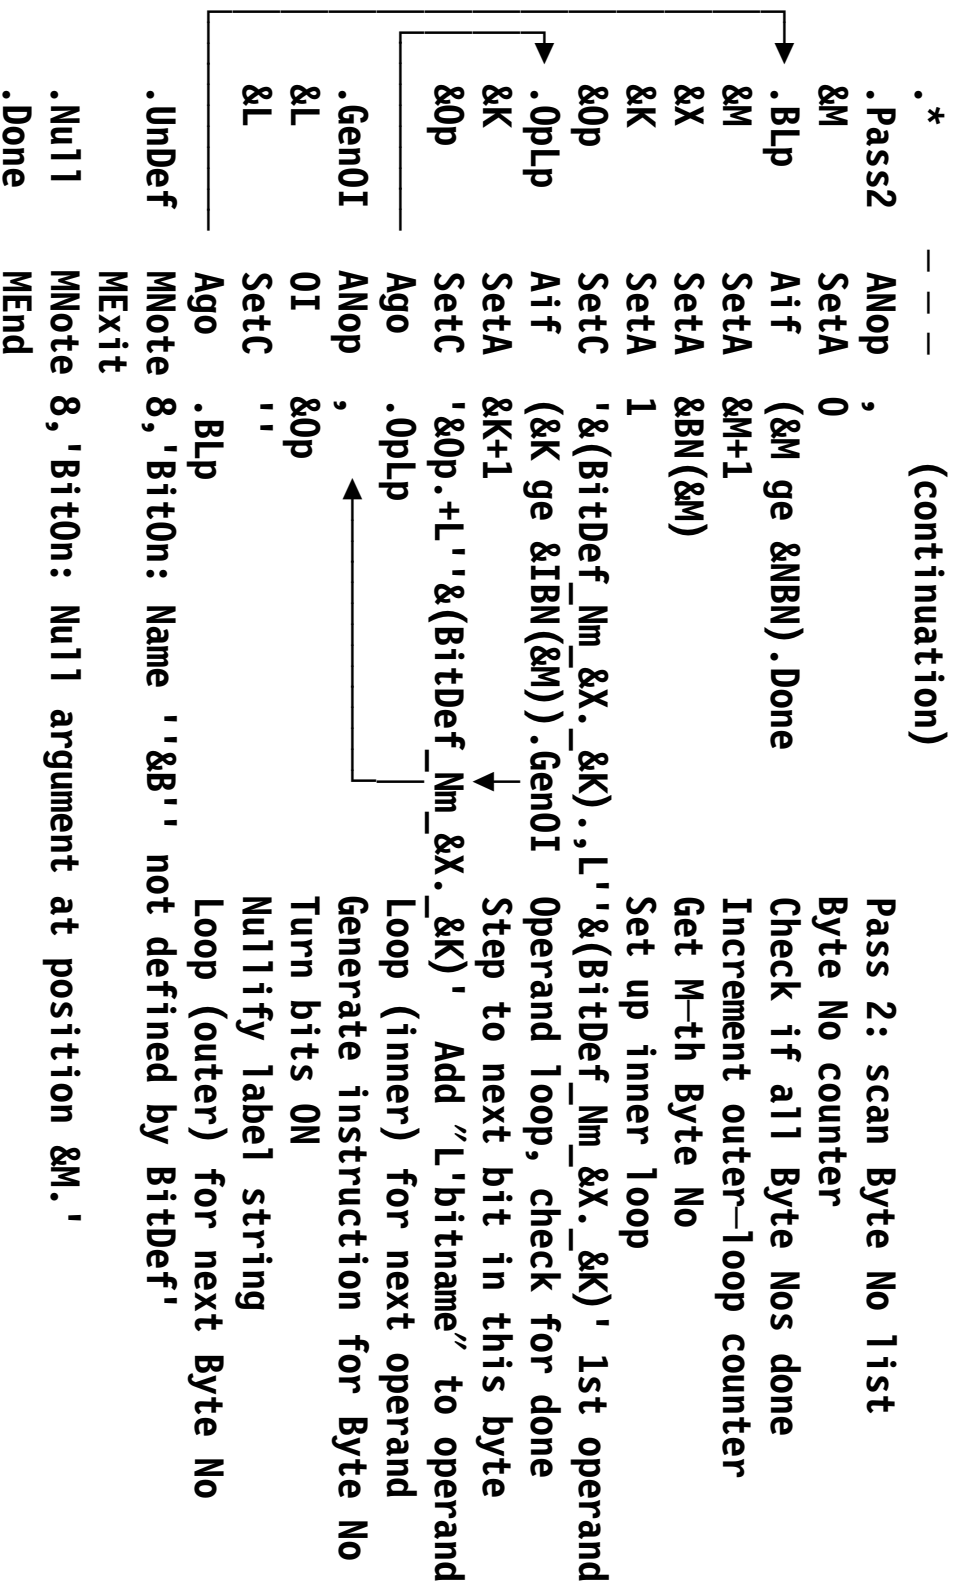 .*  — — —  (continuation)
.Pass2  ANop  ,  Pass 2: scan Byte No list
&M  SetA  0  Byte No counter
.BLp  Aif  (&M ge &NBN).Done  Check if all Byte Nos done
&M  SetA  &M+1  Increment outer—loop counter
&X  SetA  &BN(&M)  Get M—th Byte No
&K  SetA  1  Set up inner loop
&Op  SetC  '&(BitDef_Nm_&X._&K).,L''&(BitDef_Nm_&X._&K)' 1st operand
.OpLp  Aif  (&K ge &IBN(&M)).GenOI  Operand loop, check for done
&K  SetA  &K+1  Step to next bit in this byte
&Op  SetC  '&Op.+L''&(BitDef_Nm_&X._&K)'  Add "L'bitname" to operand
Ago  .OpLp  Loop (inner) for next operand
.GenOI  ANop  ,  Generate instruction for Byte No
&L  OI  &Op  Turn bits ON
&L  SetC  ''  Nullify label string
Ago  .BLp  Loop (outer) for next Byte No
.UnDef  MNote 8,'BitOn: Name ''&B'' not defined by BitDef'
MExit
.Null  MNote 8,'BitOn: Null argument at position &M.'
.Done  MEnd